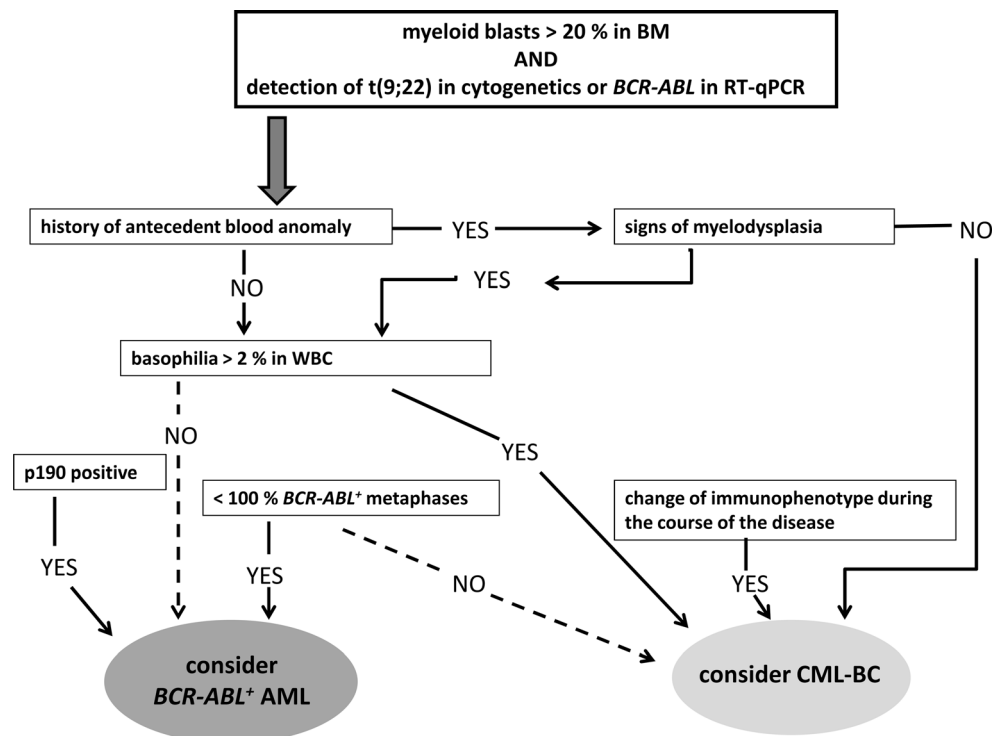 myeloid blasts > 20 % in BM
AND
detection of t(9;22) in cytogenetics or BCR-ABL in RT-qPCR
history of antecedent blood anomaly
YES
signs of myelodysplasia
NO
NO
YES
basophilia > 2 % in WBC
NO
YES
p190 positive
< 100 % BCR-ABL⁺ metaphases
change of immunophenotype during
the course of the disease
YES
YES
NO
YES
consider
BCR-ABL⁺ AML
consider CML-BC